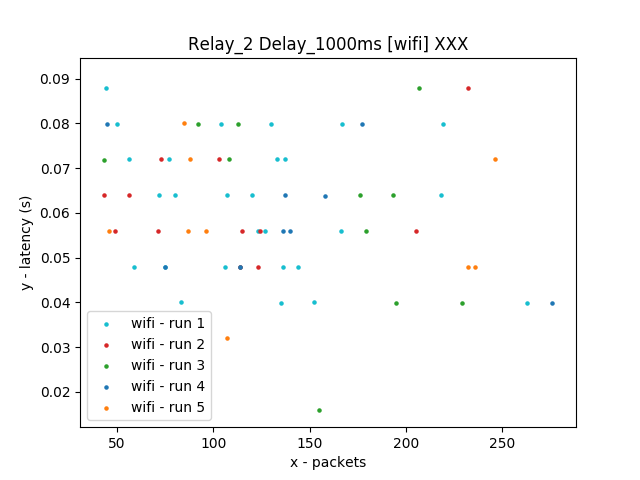 Relay_2 Delay_1000ms [wifi] XXX
y - latency (s)
0.09
0.08
0.07
0.06
0.05
0.04
0.03
0.02
wifi - run 1
wifi - run 2
wifi - run 3
wifi - run 4
wifi - run 5
50 100 150 200 250
x - packets